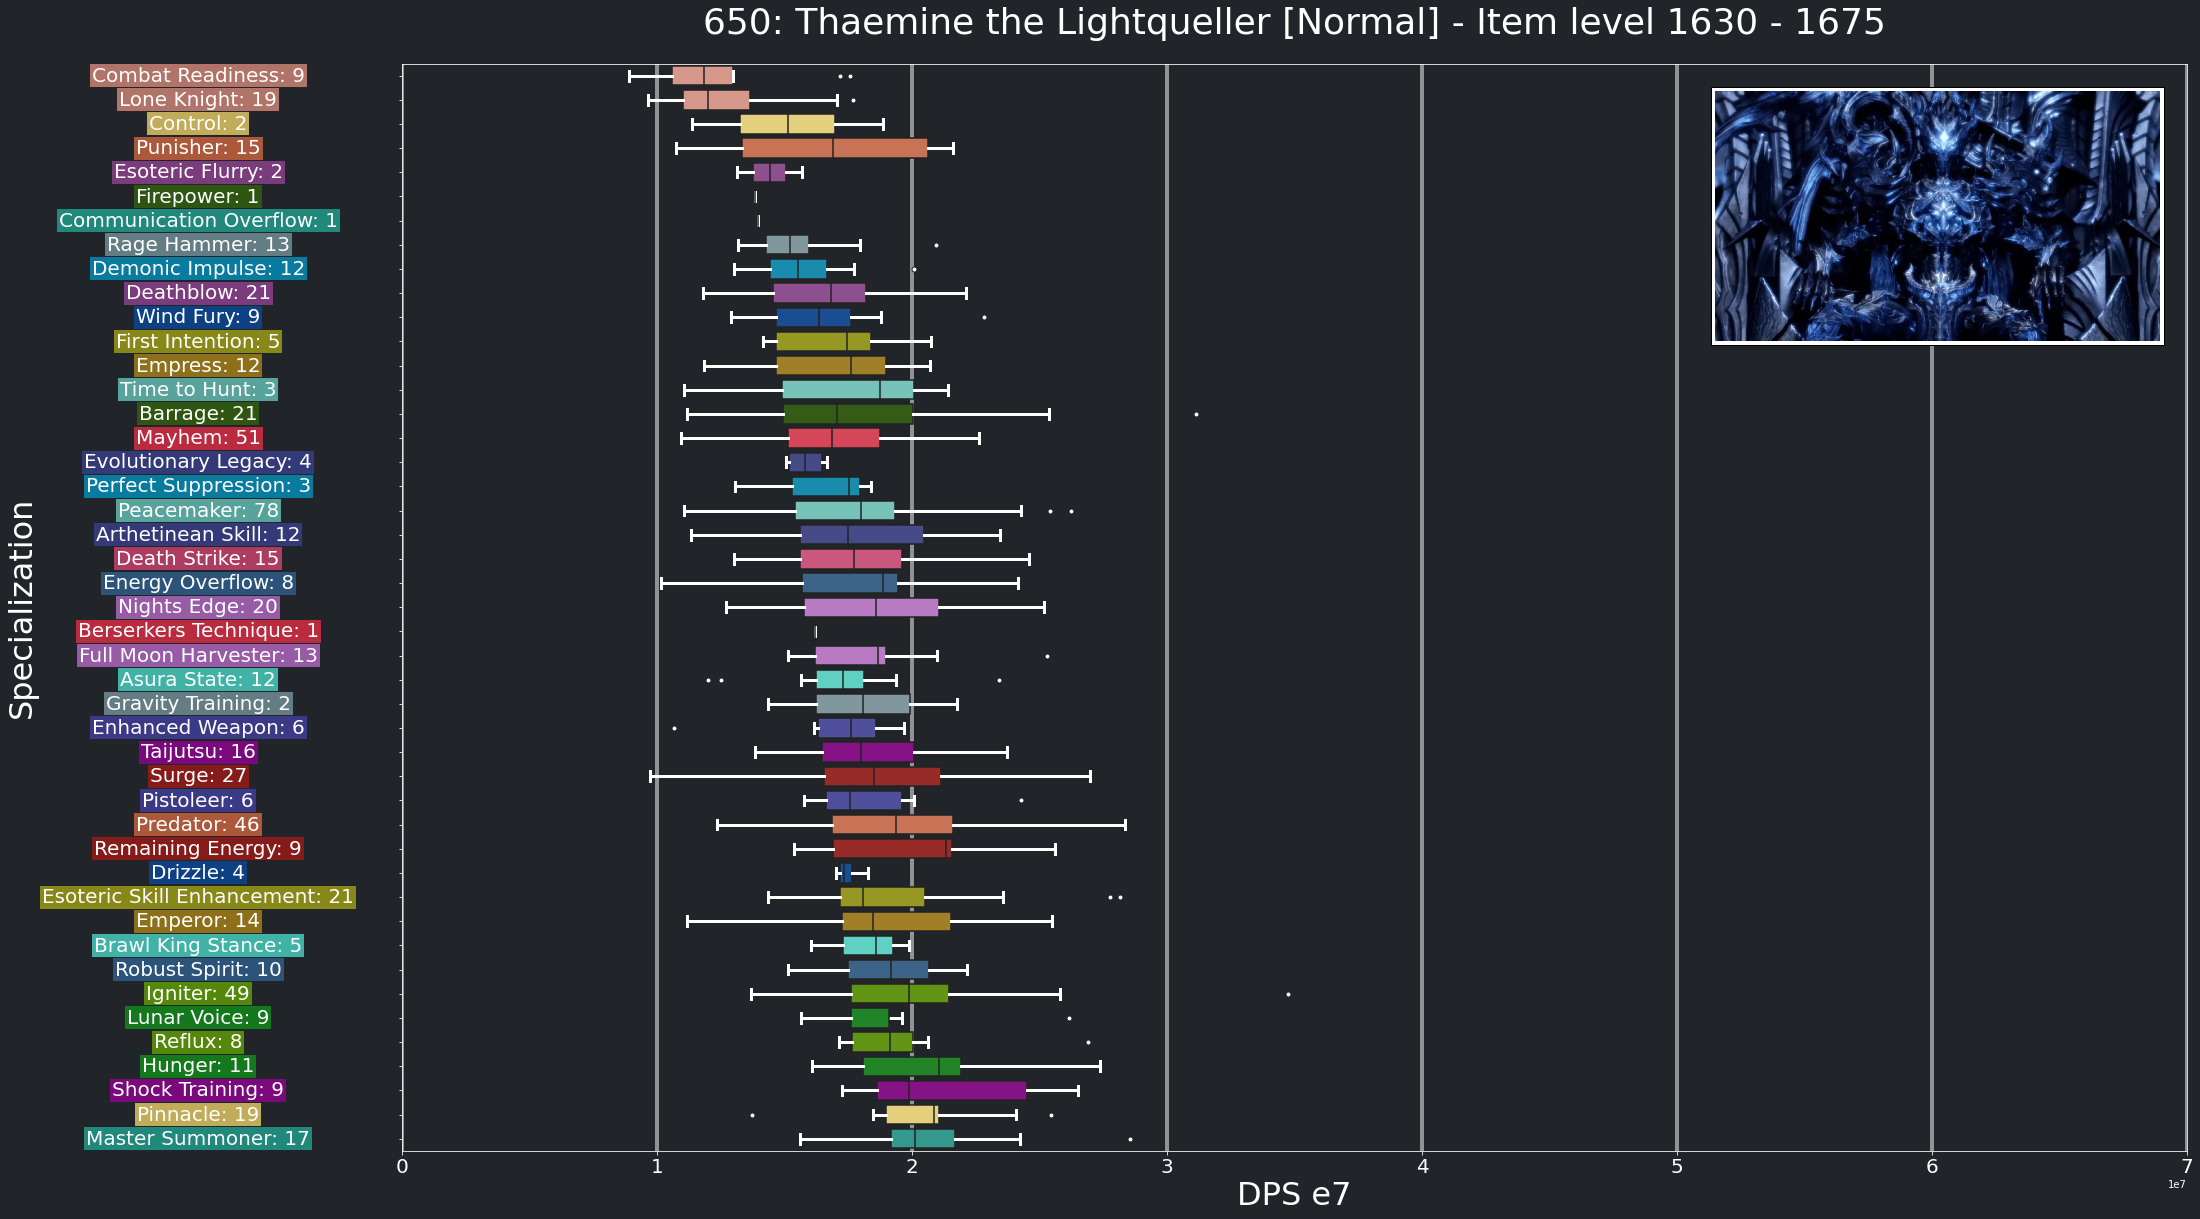 650: Thaemine the Lightqueller [Normal] - Item level 1630 - 1675
Combat Readiness: 9
Lone Knight: 19
Control: 2
Punisher: 15
Esoteric Flurry: 2
Firepower: 1
Communication Overflow: 1
Rage Hammer: 13
Demonic Impulse: 12
Deathblow: 21
Wind Fury: 9
First Intention: 5
Empress: 12
Time to Hunt: 3
Barrage: 21
Mayhem: 51
Evolutionary Legacy: 4
Perfect Suppression: 3
Peacemaker: 78
Arthetinean Skill: 12
Death Strike: 15
Energy Overflow: 8
Nights Edge: 20
Berserkers Technique: 1
Full Moon Harvester: 13
Asura State: 12
Gravity Training: 2
Enhanced Weapon: 6
Taijutsu: 16
Surge: 27
Pistoleer: 6
Predator: 46
Remaining Energy: 9
Drizzle: 4
Esoteric Skill Enhancement: 21
Emperor: 14
Brawl King Stance: 5
Robust Spirit: 10
Igniter: 49
Lunar Voice: 9
Reflux: 8
Hunger: 11
Shock Training: 9
Pinnacle: 19
Master Summoner: 17
Specialization
0 1 2 3 4 5 6 7
DPS e7
1e7